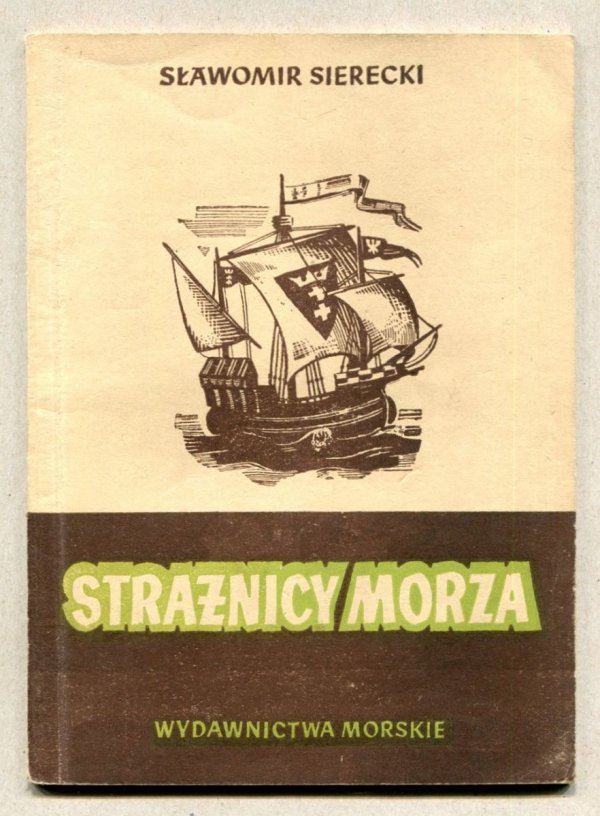 SŁAWOMIR SIERECKI
STRAŻNICY MORZA
WYDAWNICTWA MORSKIE